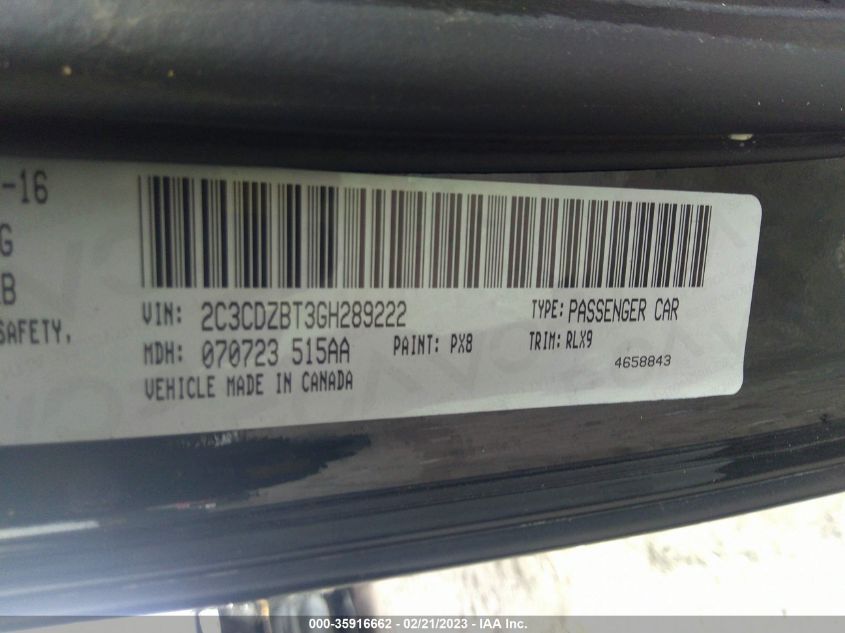 -16
G
B
SAFETY,
VIN: 2C3CDZBT3GH289222 TYPE: PASSENGER CAR
MDH: 070723 515AA PAINT: PX8 TRIM: RLX9
VEHICLE MADE IN CANADA 4658843
000-35916662 - 02/21/2023 - IAA Inc.